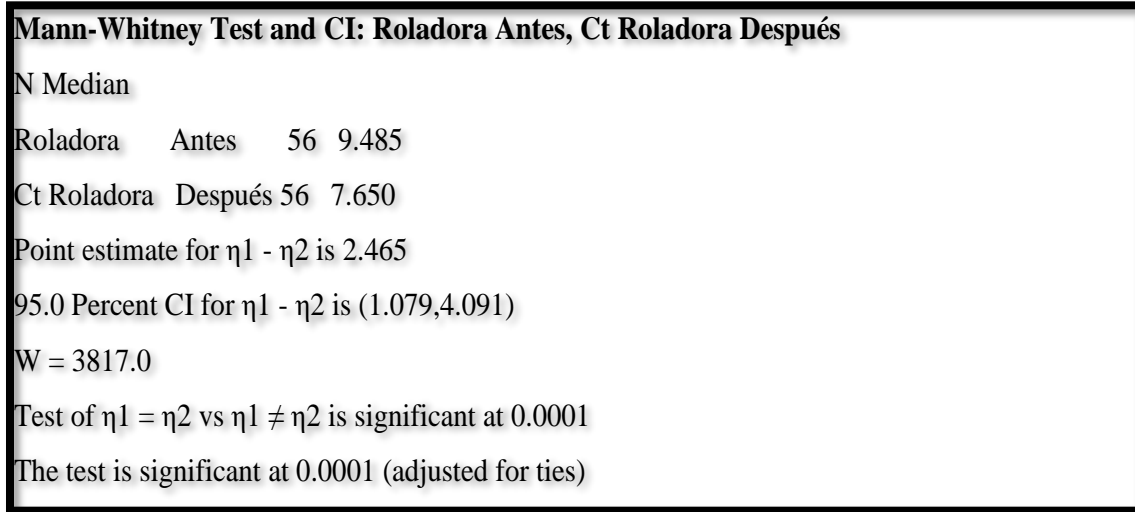 Mann-Whitney Test and CI: Roladora Antes, Ct Roladora Después
N Median
Roladora Antes 56 9.485
Ct Roladora Después 56 7.650
Point estimate for η1 - η2 is 2.465
95.0 Percent CI for η1 - η2 is (1.079,4.091)
W = 3817.0
Test of η1 = η2 vs η1 ≠ η2 is significant at 0.0001
The test is significant at 0.0001 (adjusted for ties)